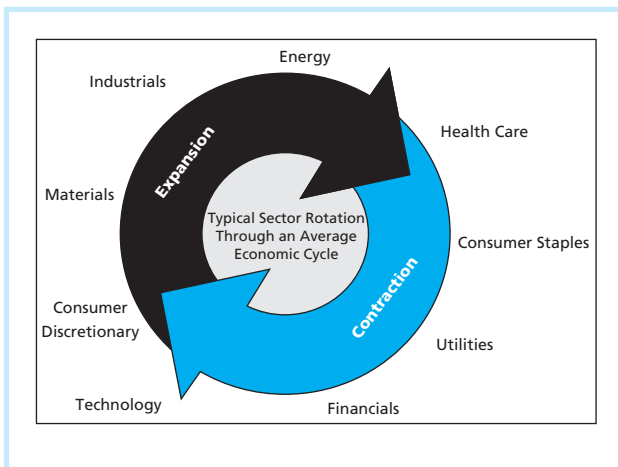 Energy
Industrials
Health Care
Expansion
Materials
Typical Sector Rotation
Through an Average
Economic Cycle
Consumer Staples
Contraction
Consumer
Discretionary
Utilities
Technology
Financials